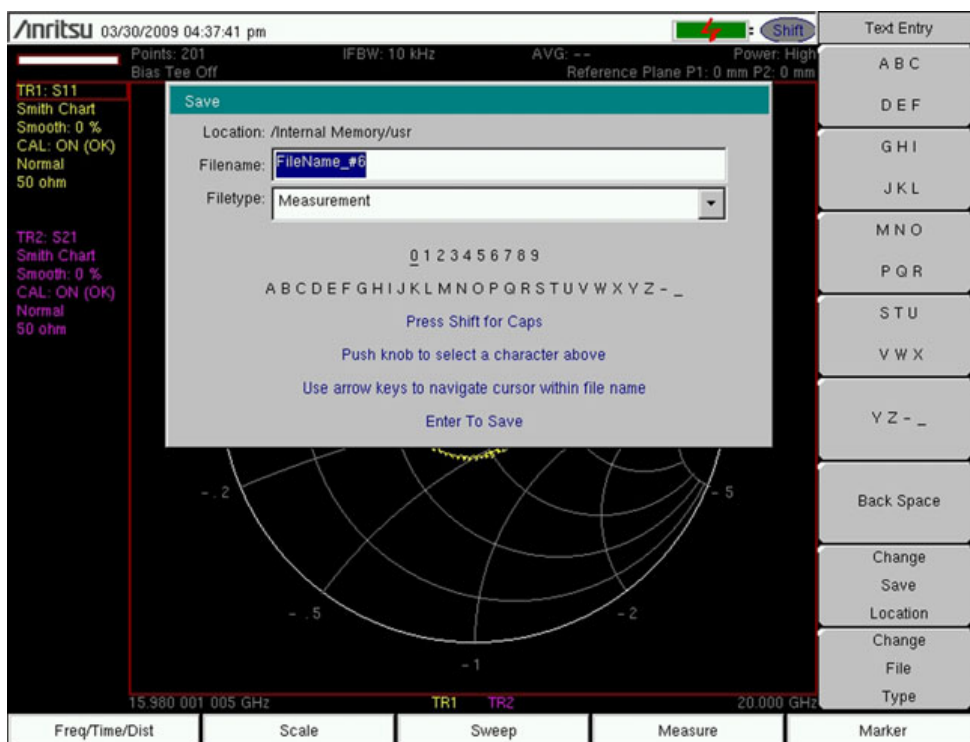 /Inritsu 03/30/2009 04:37:41 pm
Shift
Points: 201 IFBW: 10 kHz AVG: -- Power: High
Bias Tee Off Reference Plane P1: 0 mm P2: 0 mm
TR1: S11
Smith Chart
Smooth: 0 %
CAL: ON (OK)
Normal
50 ohm
TR2: S21
Smith Chart
Smooth: 0 %
CAL: ON (OK)
Normal
50 ohm
Save
Location: /Internal Memory/usr
Filename: FileName_#6
Filetype: Measurement
0 1 2 3 4 5 6 7 8 9
A B C D E F G H I J K L M N O P Q R S T U V W X Y Z - _
Press Shift for Caps
Push knob to select a character above
Use arrow keys to navigate cursor within file name
Enter To Save
- . 2
- 5
- . 5
- 2
- 1
15.980 001 005 GHz TR1 TR2 20.000 GHz
Text Entry
A B C
D E F
G H I
J K L
M N O
P Q R
S T U
V W X
Y Z - _
Back Space
Change
Save
Location
Change
File
Type
Freq/Time/Dist Scale Sweep Measure Marker